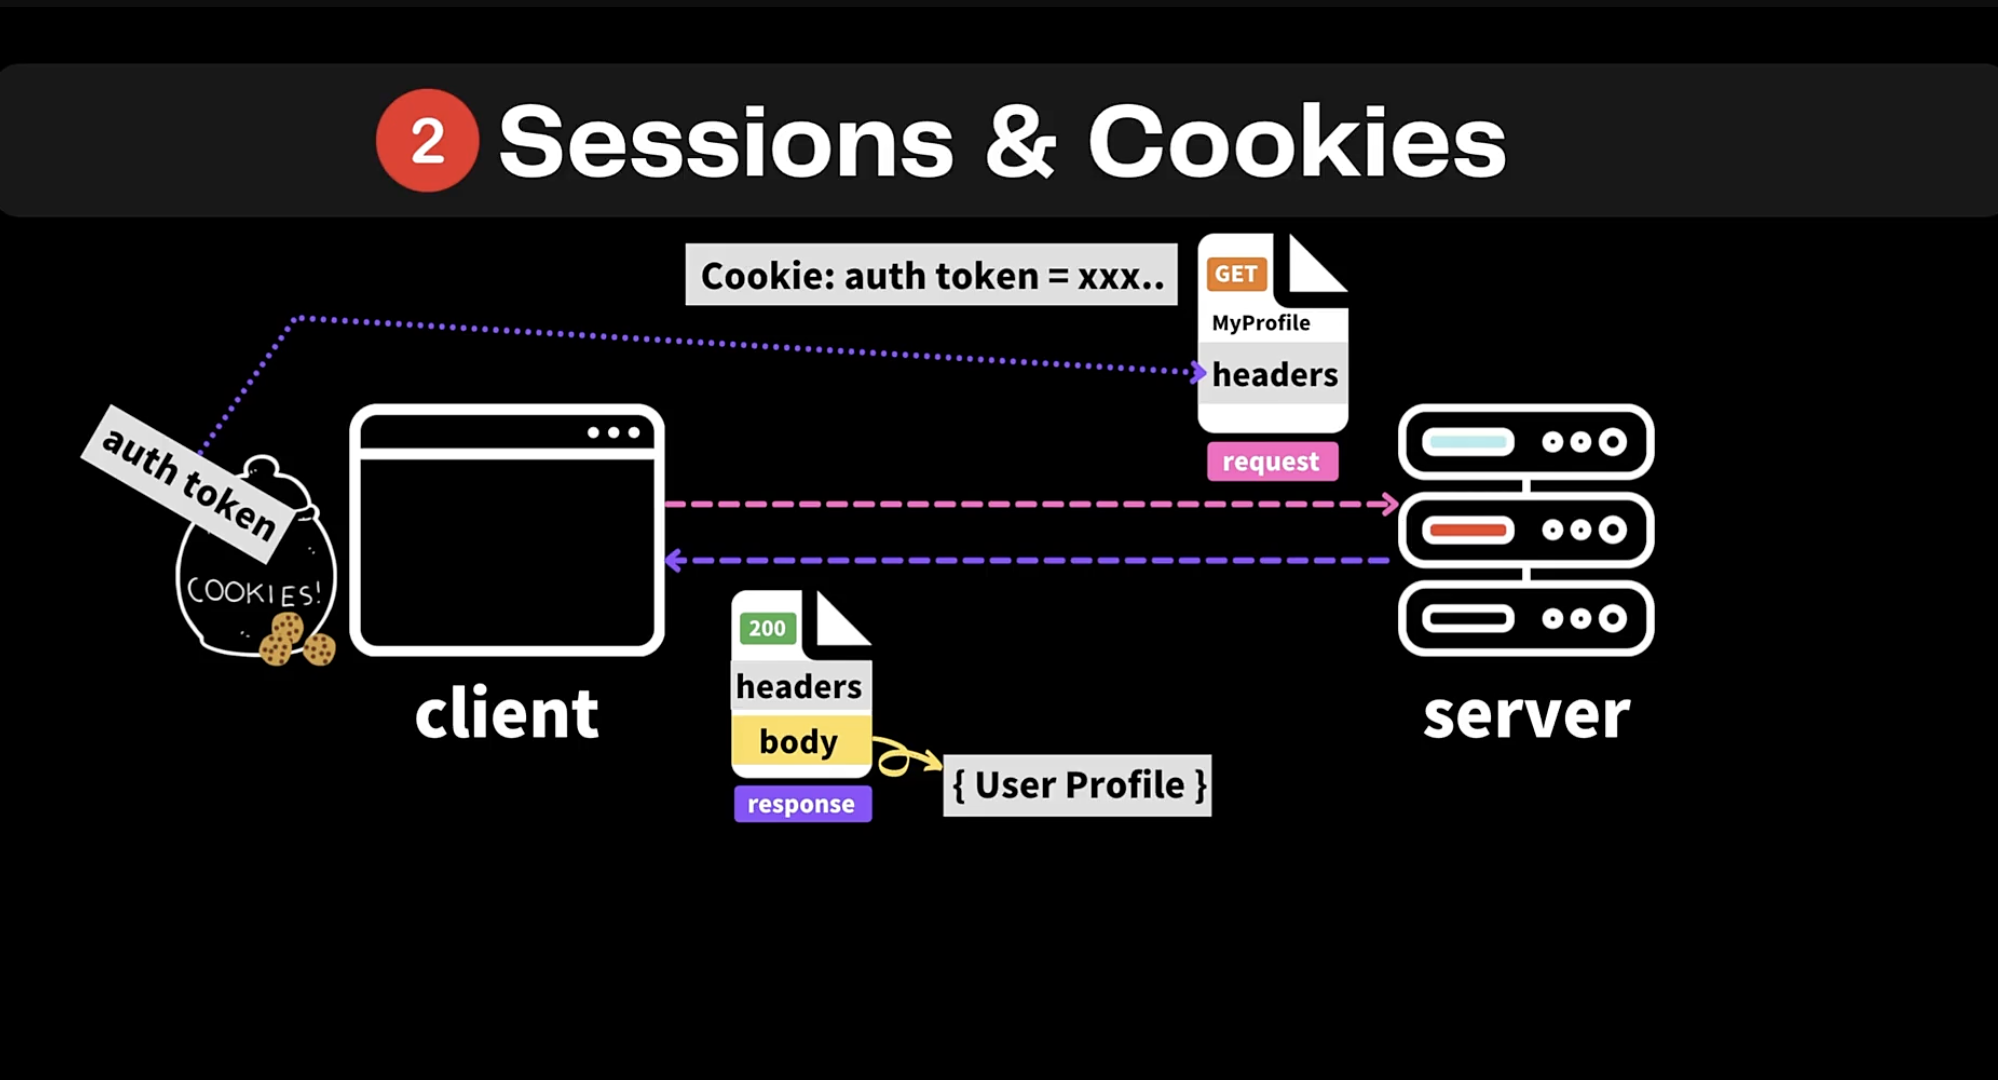 2 Sessions & Cookies
Cookie: auth token = xxx..
GET
MyProfile
headers
request
auth token
COOKIES!
client
server
200
headers
body
response
{ User Profile }